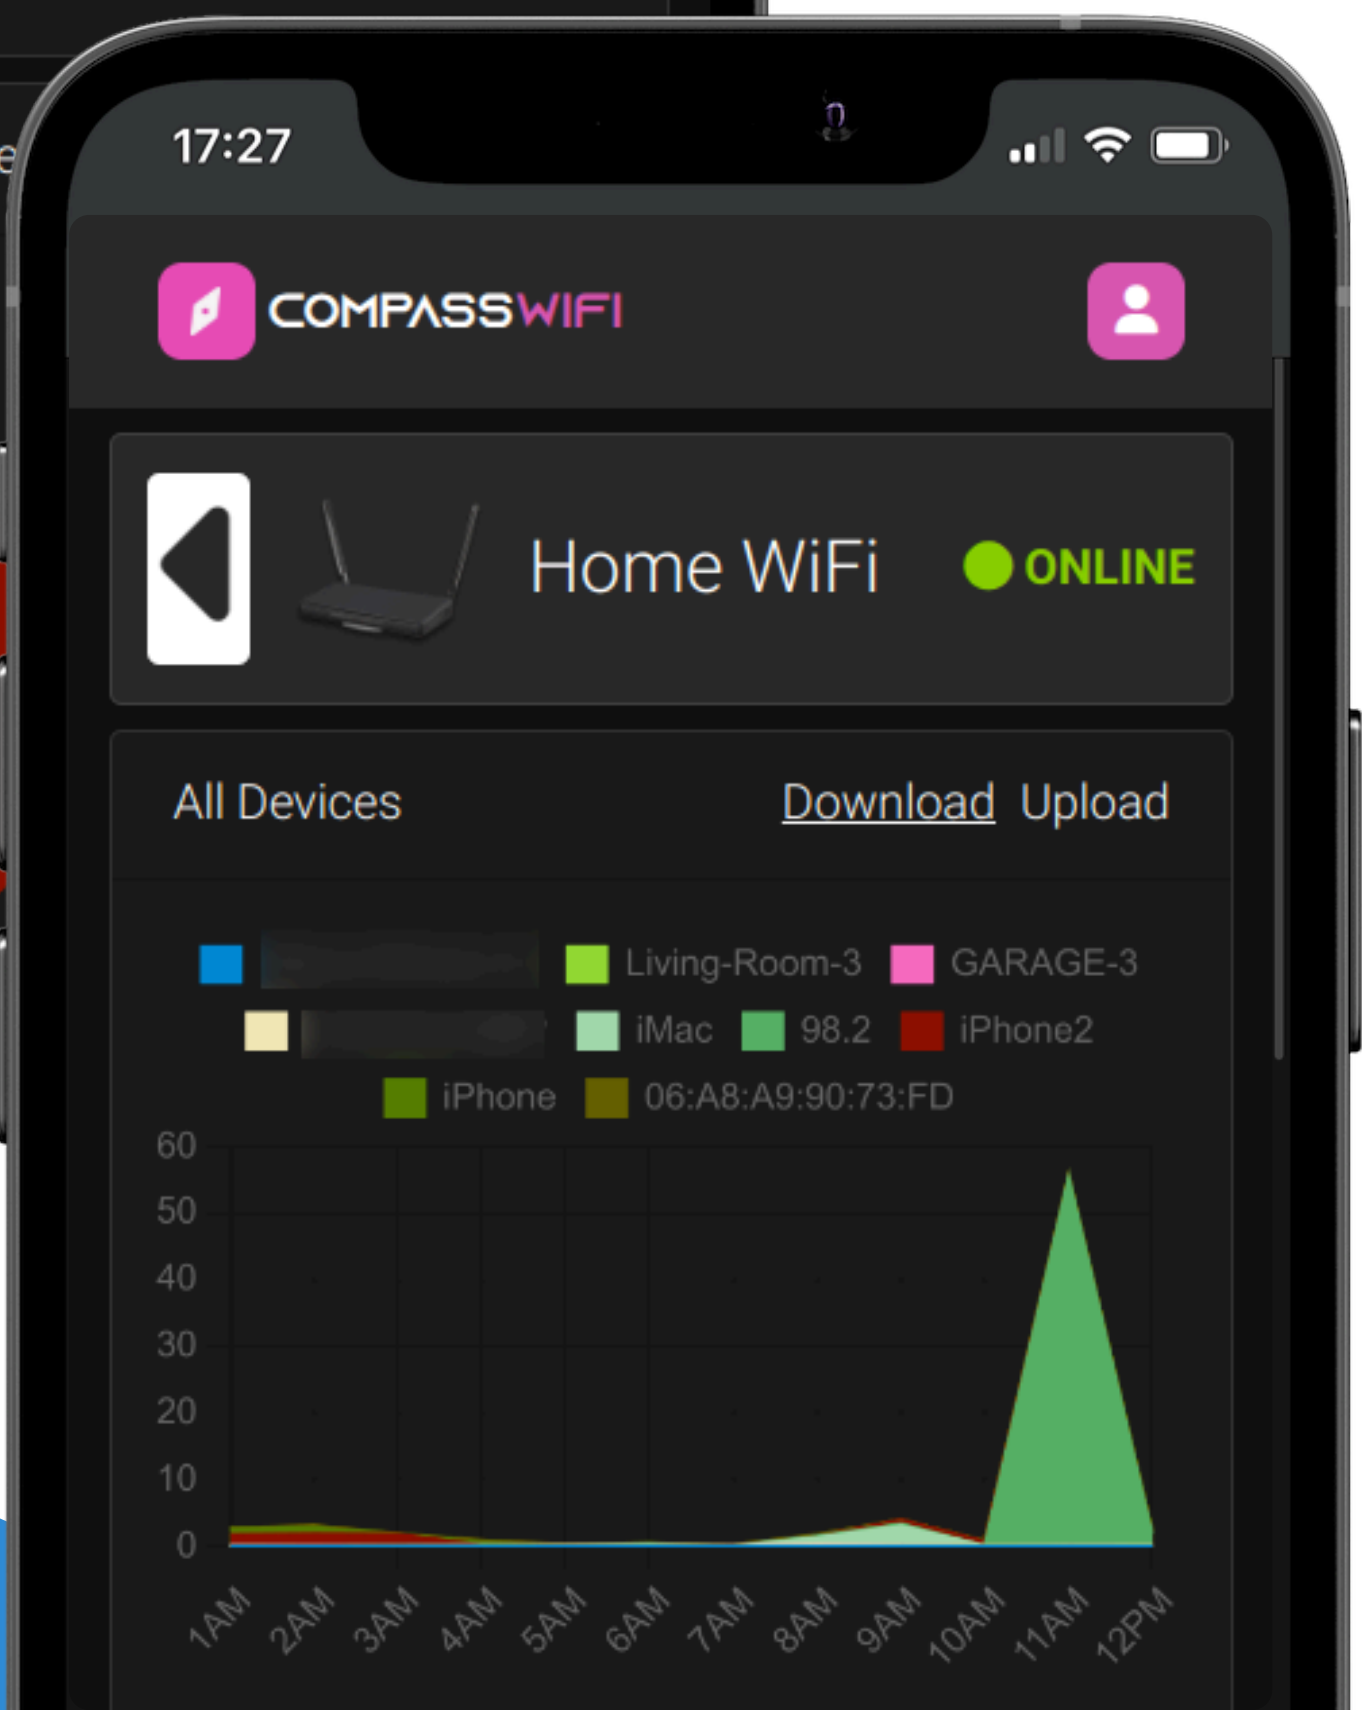 e
17:27
COMPASSWIFI
Home WiFi ONLINE
All Devices Download Upload
Living-Room-3 GARAGE-3
iMac 98.2 iPhone2
iPhone 06:A8:A9:90:73:FD
60
50
40
30
20
10
0
1AM 2AM 3AM 4AM 5AM 6AM 7AM 8AM 9AM 10AM 11AM 12PM